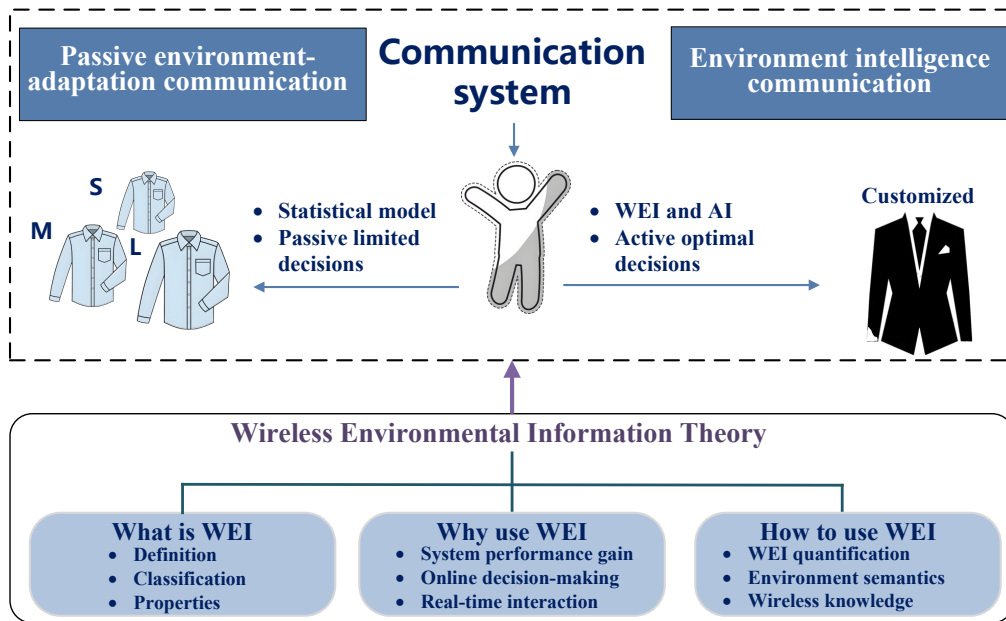 Passive environment-
adaptation communication
Communication
system
Environment intelligence
communication
S
M
L
• Statistical model
• Passive limited
decisions
• WEI and AI
• Active optimal
decisions
Customized
Wireless Environmental Information Theory
What is WEI
• Definition
• Classification
• Properties
Why use WEI
• System performance gain
• Online decision-making
• Real-time interaction
How to use WEI
• WEI quantification
• Environment semantics
• Wireless knowledge